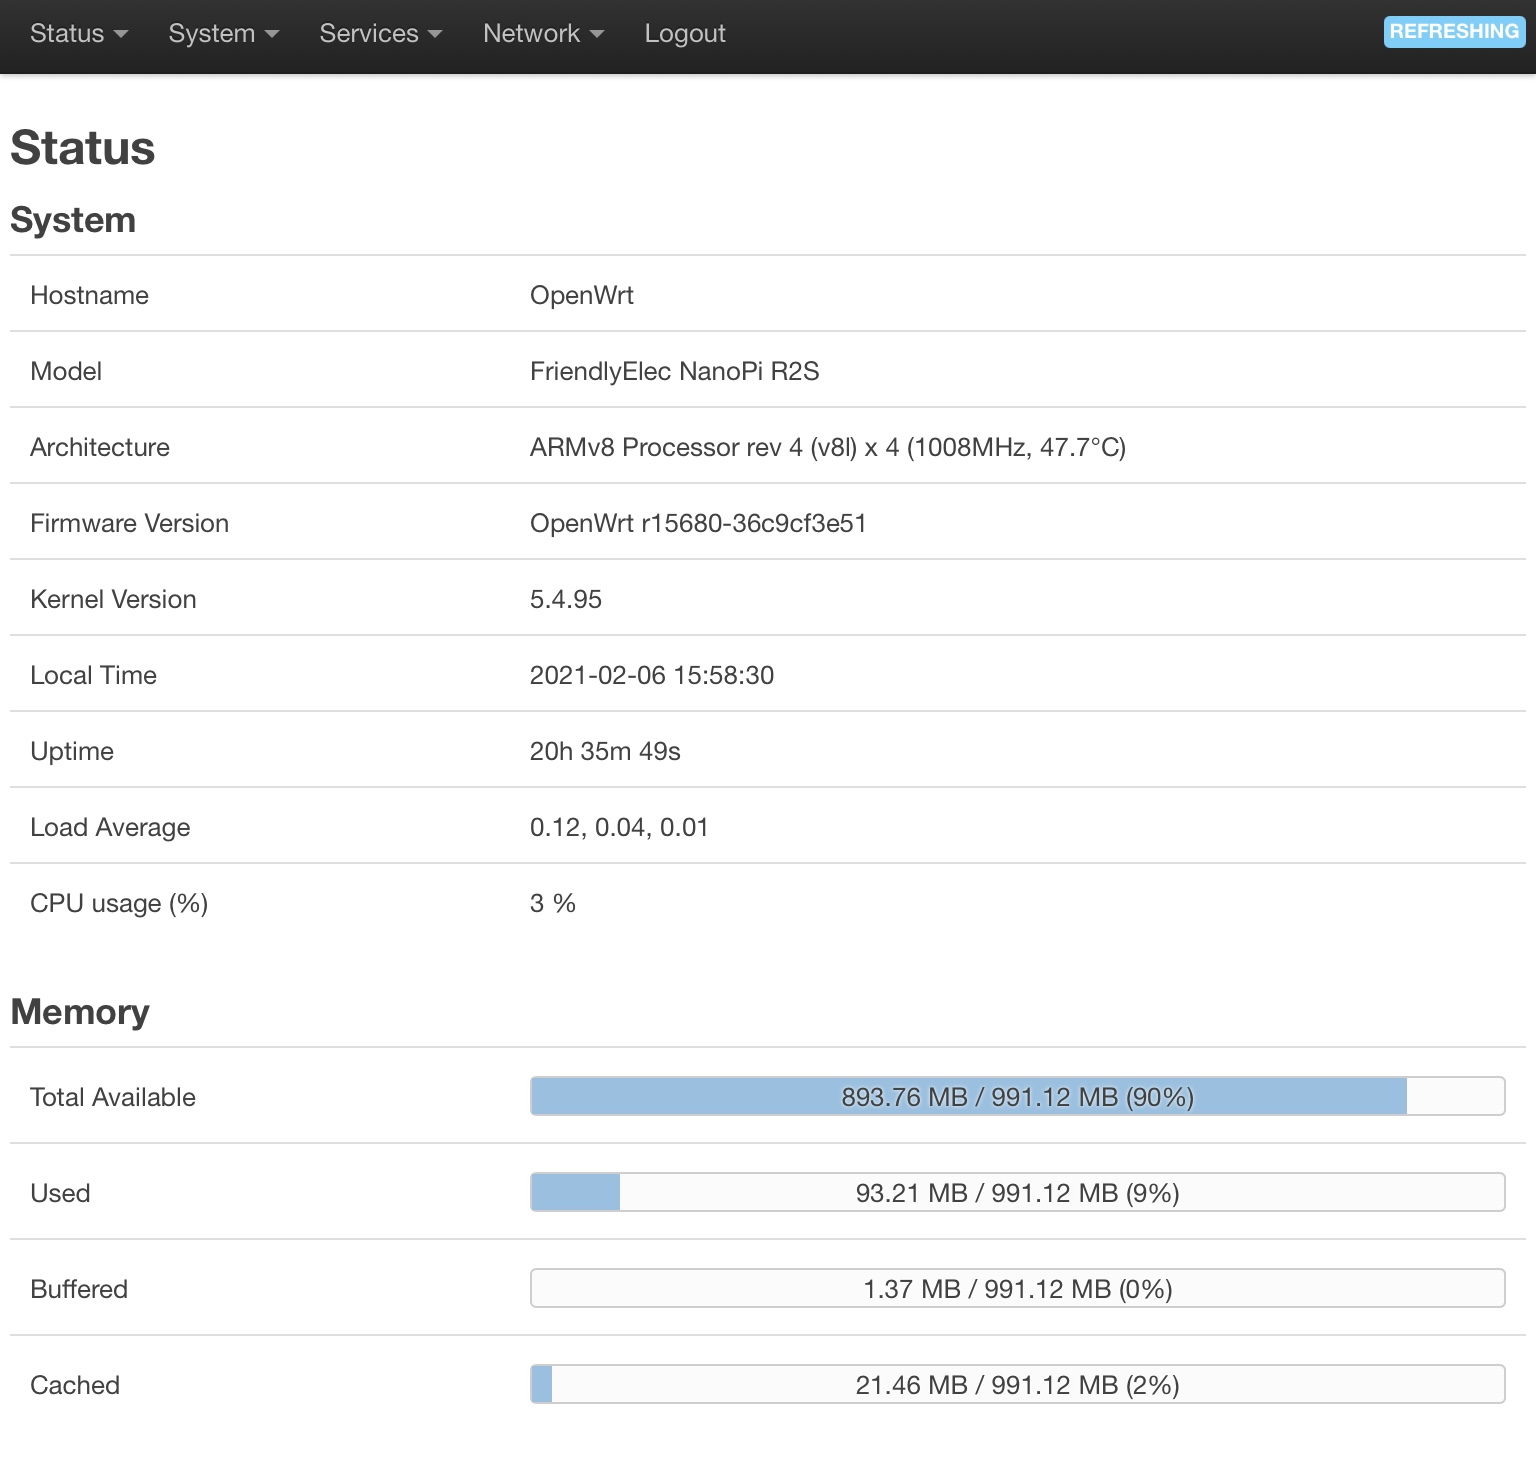 Status System Services Network Logout REFRESHING
Status
System
Hostname OpenWrt
Model FriendlyElec NanoPi R2S
Architecture ARMv8 Processor rev 4 (v8l) x 4 (1008MHz, 47.7°C)
Firmware Version OpenWrt r15680-36c9cf3e51
Kernel Version 5.4.95
Local Time 2021-02-06 15:58:30
Uptime 20h 35m 49s
Load Average 0.12, 0.04, 0.01
CPU usage (%) 3 %
Memory
Total Available 893.76 MB / 991.12 MB (90%)
Used 93.21 MB / 991.12 MB (9%)
Buffered 1.37 MB / 991.12 MB (0%)
Cached 21.46 MB / 991.12 MB (2%)